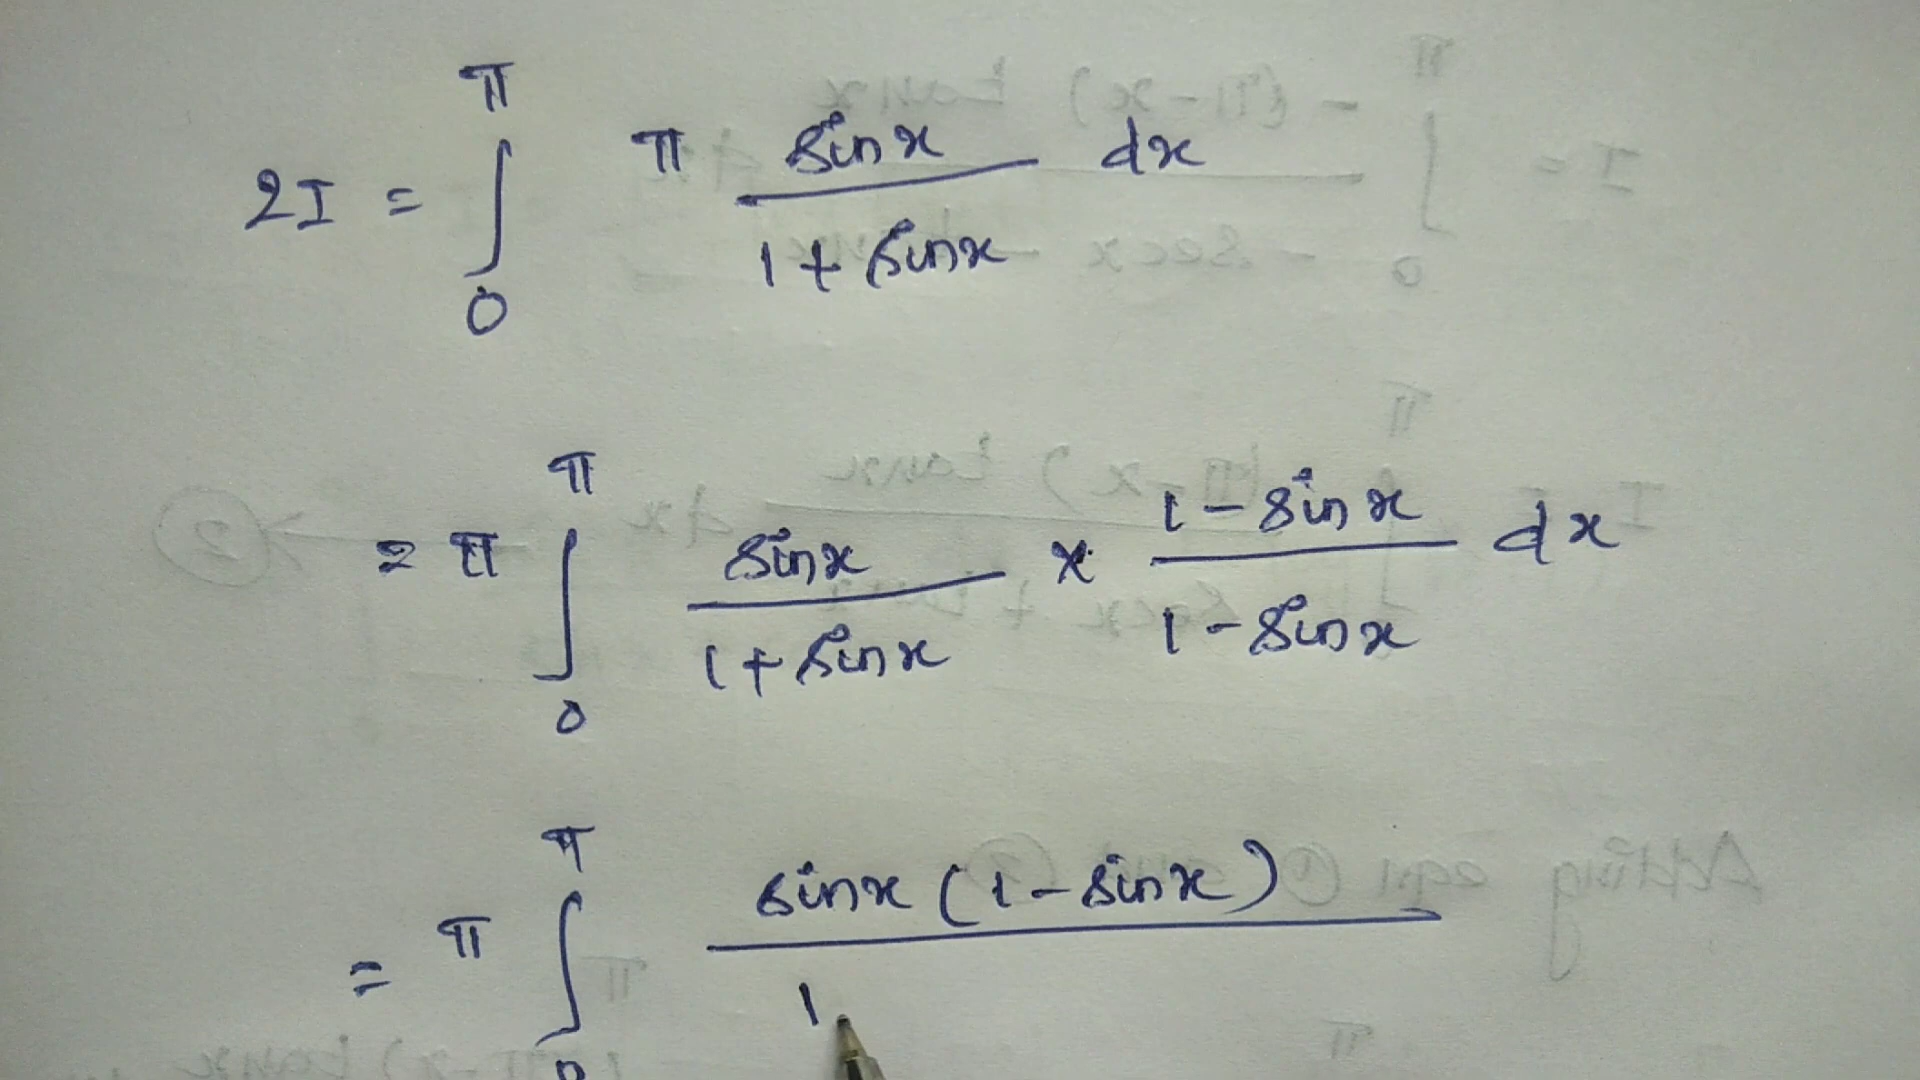 2I = ∫₀^π π sinx / (1 + sinx) dx
= π ∫₀^π sinx / (1 + sinx) × (1 - sinx) / (1 - sinx) dx
= π ∫₀^π sinx (1 - sinx) / 1